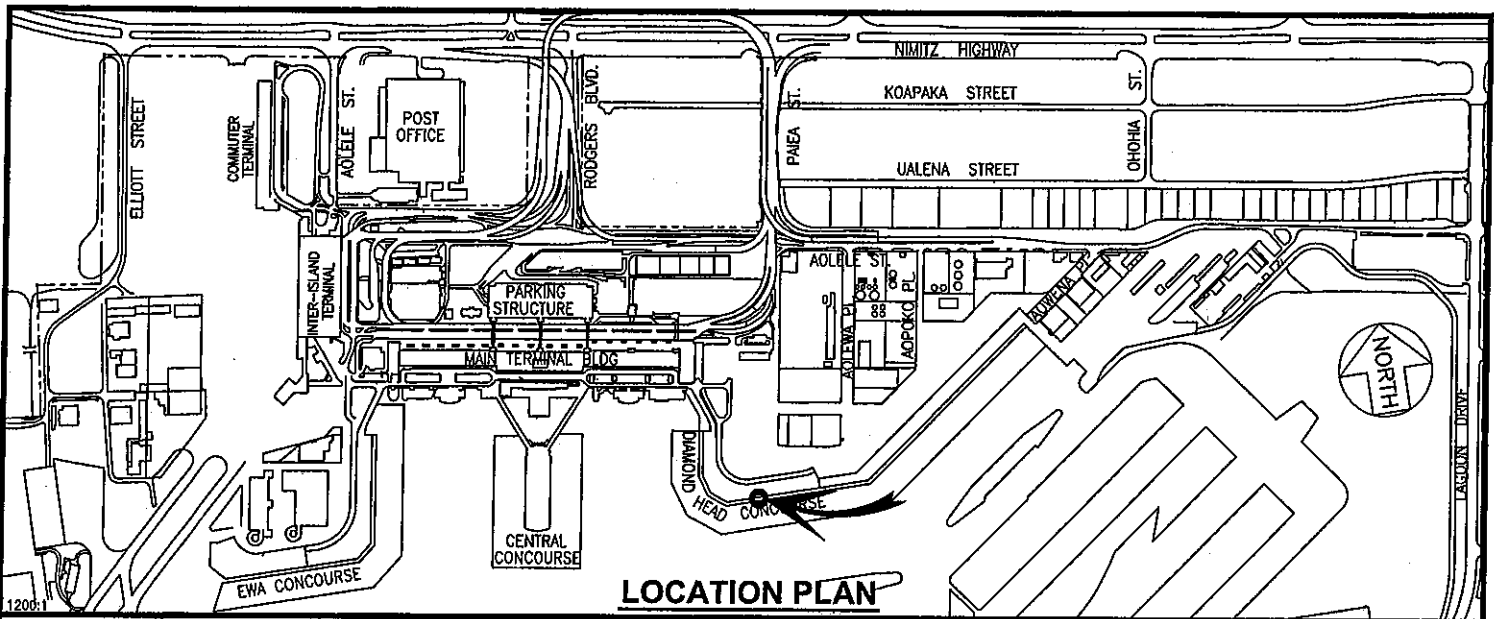 NIMITZ HIGHWAY
KOAPAKA STREET
UALENA STREET
ELLIOTT STREET
COMMUTER
TERMINAL
AOLELE ST.
POST
OFFICE
RODGERS BLVD.
PAIEA ST.
OHOHIA ST.
INTER-ISLAND
TERMINAL
PARKING
STRUCTURE
MAIN TERMINAL BLDG
AOLELE ST.
AOLEWA PL.
AOPOKO PL.
AUWENA PL.
NORTH
LAGOON DRIVE
DIAMOND
HEAD CONCOURSE
CENTRAL
CONCOURSE
EWA CONCOURSE
LOCATION PLAN
1200:1